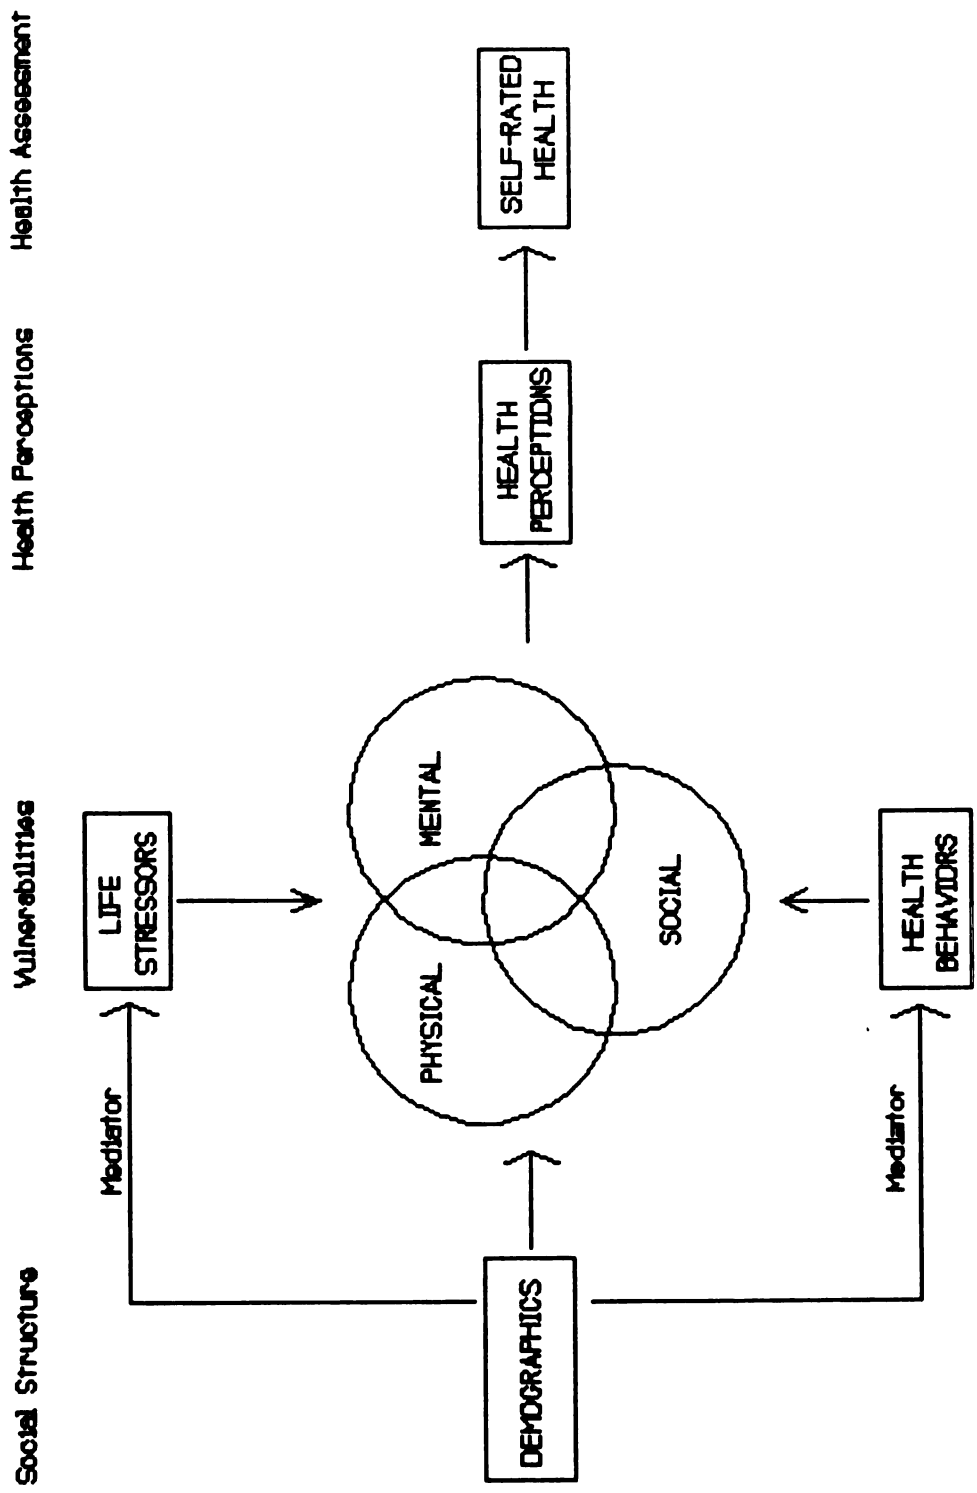 Social Structure
Vulnerabilities
Health Perceptions
Health Assessment
LIFE
STRESSORS
Mediator
DEMOGRAPHICS
PHYSICAL
MENTAL
SOCIAL
HEALTH
PERCEPTIONS
SELF-RATED
HEALTH
Mediator
HEALTH
BEHAVIORS